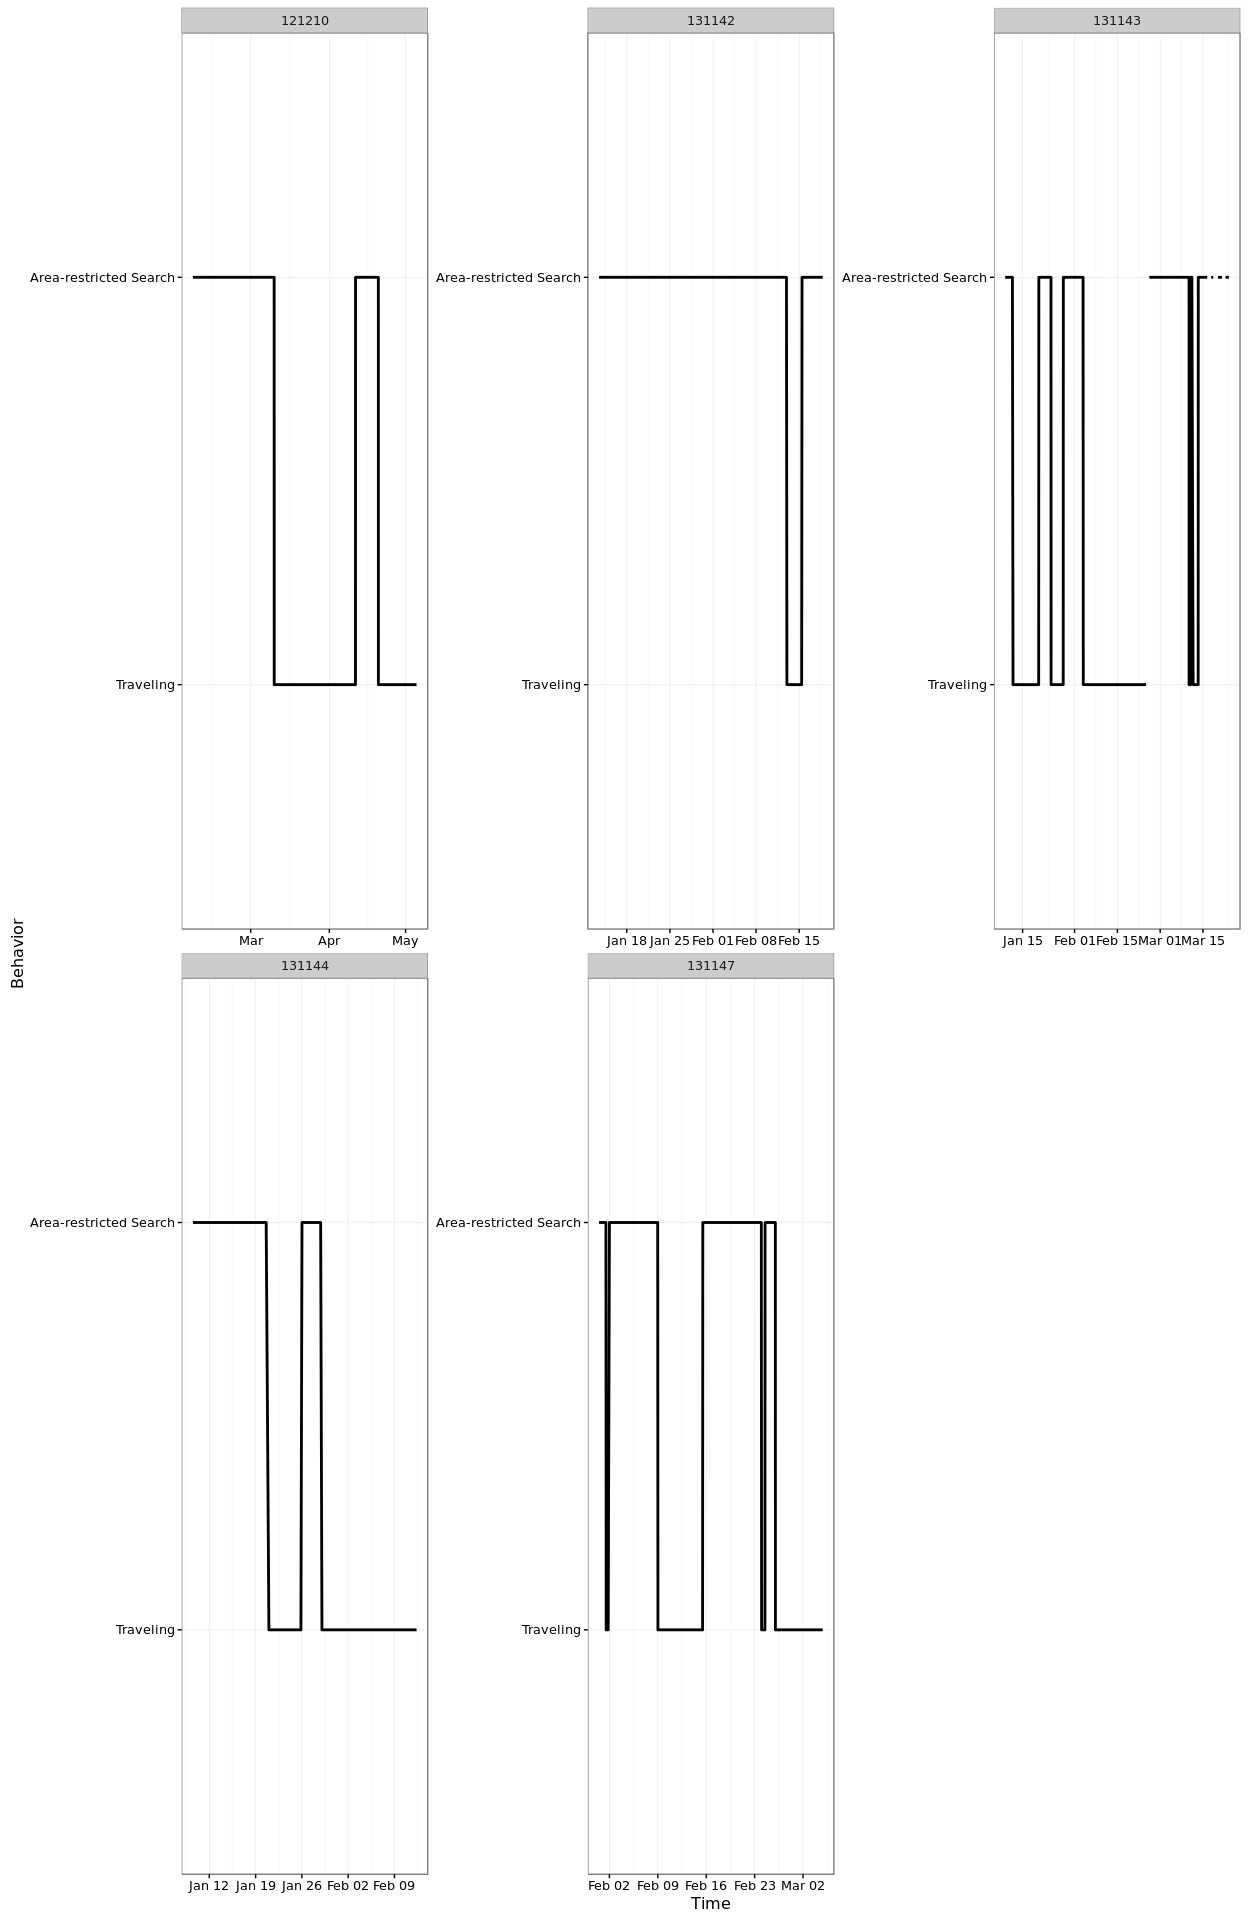 121210
131142
131143
Area-restricted Search
Area-restricted Search
Area-restricted Search
Traveling
Traveling
Traveling
Mar Apr May
Jan 18 Jan 25 Feb 01 Feb 08 Feb 15
Jan 15 Feb 01 Feb 15 Mar 01 Mar 15
Behavior
131144
131147
Area-restricted Search
Area-restricted Search
Traveling
Traveling
Jan 12 Jan 19 Jan 26 Feb 02 Feb 09
Feb 02 Feb 09 Feb 16 Feb 23 Mar 02
Time